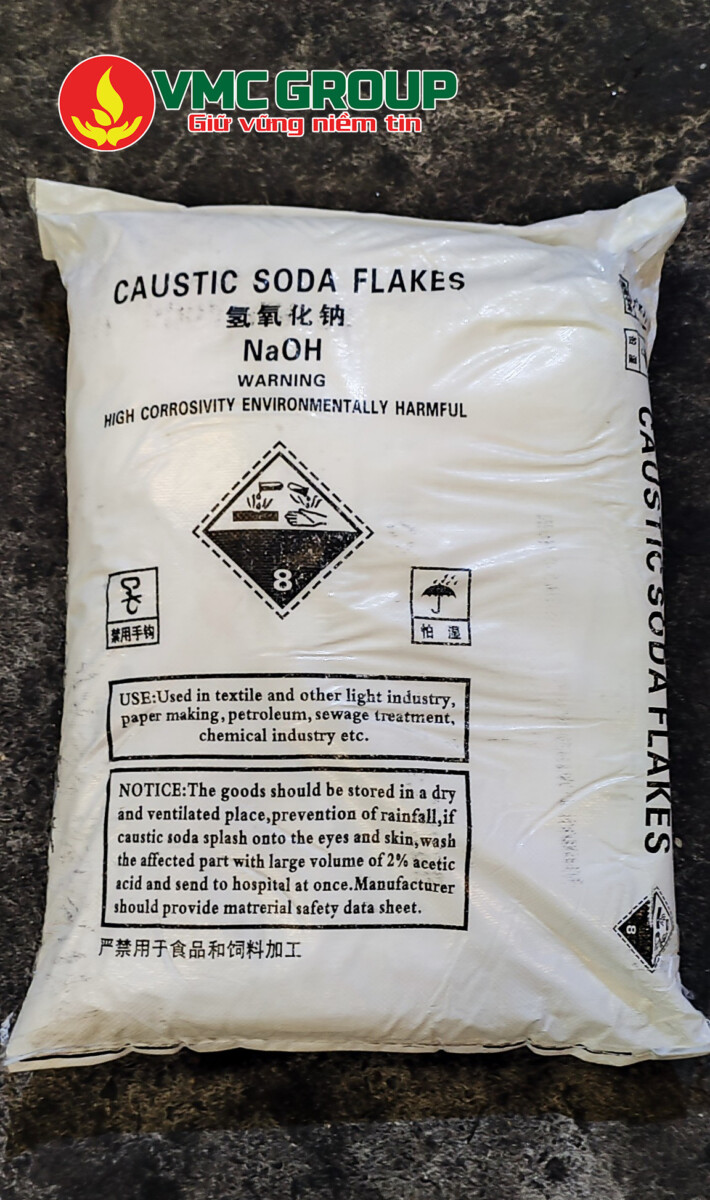 VMC GROUP
Giữ vững niềm tin
CAUSTIC SODA FLAKES
氢氧化钠
NaOH
WARNING
HIGH CORROSIVITY ENVIRONMENTALLY HARMFUL
8
禁用手钩
怕 湿
USE:Used in textile and other light industry,
paper making, petroleum, sewage treatment,
chemical industry etc.
NOTICE:The goods should be stored in a dry
and ventilated place,prevention of rainfall,if
caustic soda splash onto the eyes and skin,wash
the affected part with large volume of 2% acetic
acid and send to hospital at once.Manufacturer
should provide matrerial safety data sheet.
严禁用于食品和饲料加工
怕 湿
CAUSTIC SODA FLAKES
8